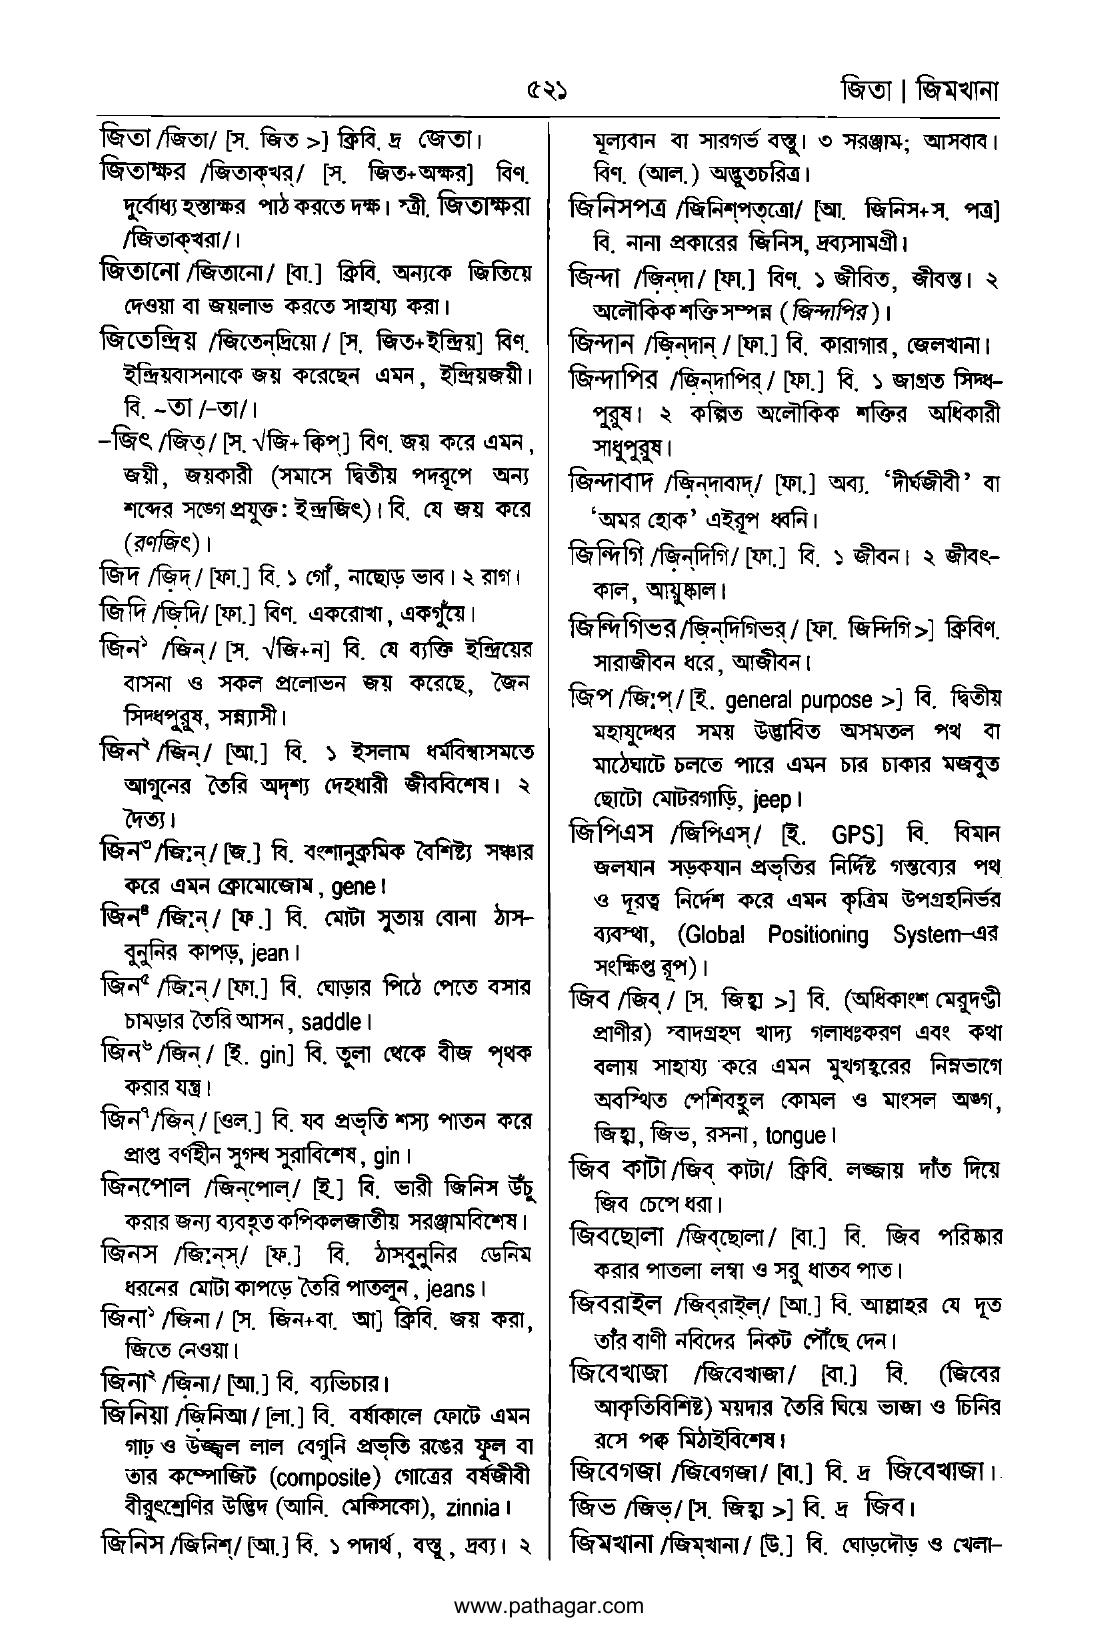 ৫২১
জিতা | জিমখানা
জিতা /জিতা/ [স. জিত >] ক্রিবি. দ্র জেতা।
জিতাক্ষর /জিতাক্‌খর্‌/ [স. জিত+অক্ষর] বিণ.
দুর্বোধ্য হস্তাক্ষর পাঠ করতে দক্ষ। স্ত্রী. জিতাক্ষরা
/জিতাক্‌খরা/।
জিতানো /জিতানো/ [বা.] ক্রিবি. অন্যকে জিতিয়ে
দেওয়া বা জয়লাভ করতে সাহায্য করা।
জিতেন্দ্রিয় /জিতেন্‌দ্রিয়ো/ [স. জিত+ইন্দ্রিয়] বিণ.
ইন্দ্রিয়বাসনাকে জয় করেছেন এমন, ইন্দ্রিয়জয়ী।
বি. ~তা /–তা/।
–জিৎ /জিত্‌/ [স. √জি+ক্বিপ্‌] বিণ. জয় করে এমন,
জয়ী, জয়কারী (সমাসে দ্বিতীয় পদরূপে অন্য
শব্দের সঙ্গে প্রযুক্ত: ইন্দ্রজিৎ)। বি. যে জয় করে
(রণজিৎ)।
জিদ /জ়িদ্‌/ [ফা.] বি. ১ গোঁ, নাছোড় ভাব। ২ রাগ।
জিদি /জ়িদি/ [ফা.] বিণ. একরোখা, একগুঁয়ে।
জিন১ /জিন্‌/ [স. √জি+ন] বি. যে ব্যক্তি ইন্দ্রিয়ের
বাসনা ও সকল প্রলোভন জয় করেছে, জৈন
সিদ্ধপুরুষ, সন্ন্যাসী।
জিন২ /জিন্‌/ [আ.] বি. ১ ইসলাম ধর্মবিশ্বাসমতে
আগুনের তৈরি অদৃশ্য দেহধারী জীববিশেষ। ২
দৈত্য।
জিন৩ /জি:ন্‌/ [জ.] বি. বংশানুক্রমিক বৈশিষ্ট্য সঞ্চার
করে এমন ক্রোমোজোম, gene।
জিন৪ /জি:ন্‌/ [ফ.] বি. মোটা সুতায় বোনা ঠাস–
বুনুনির কাপড়, jean।
জিন৫ /জি:ন্‌/ [ফা.] বি. ঘোড়ার পিঠে পেতে বসার
চামড়ার তৈরি আসন, saddle।
জিন৬ /জিন্‌/ [ই. gin] বি. তুলা থেকে বীজ পৃথক
করার যন্ত্র।
জিন৭ /জিন্‌/ [ওল.] বি. যব প্রভৃতি শস্য পাতন করে
প্রাপ্ত বর্ণহীন সুগন্ধ সুরাবিশেষ, gin।
জিনপোল /জিন্‌পোল্‌/ [ই.] বি. ভারী জিনিস উঁচু
করার জন্য ব্যবহৃত কপিকলজাতীয় সরঞ্জামবিশেষ।
জিনস /জি:ন্‌স্‌/ [ফ.] বি. ঠাসবুনুনির ডেনিম
ধরনের মোটা কাপড়ে তৈরি পাতলুন, jeans।
জিনা১ /জিনা/ [স. জিন+বা. আ] ক্রিবি. জয় করা,
জিতে নেওয়া।
জিনা২ /জ়িনা/ [আ.] বি. ব্যভিচার।
জিনিয়া /জ়িনিআ/ [লা.] বি. বর্ষাকালে ফোটে এমন
গাঢ় ও উজ্জ্বল লাল বেগুনি প্রভৃতি রঙের ফুল বা
তার কম্পোজিট (composite) গোত্রের বর্ষজীবী
বীরুৎশ্রেণির উদ্ভিদ (আনি. মেক্সিকো), zinnia।
জিনিস /জিনিশ্‌/ [আ.] বি. ১ পদার্থ, বস্তু, দ্রব্য। ২
মূল্যবান বা সারগর্ভ বস্তু। ৩ সরঞ্জাম; আসবাব।
বিণ. (আল.) অদ্ভুতচরিত্র।
জিনিসপত্র /জিনিশ্‌পত্‌ত্রো/ [আ. জিনিস+স. পত্র]
বি. নানা প্রকারের জিনিস, দ্রব্যসামগ্রী।
জিন্দা /জ়িন্‌দা/ [ফা.] বিণ. ১ জীবিত, জীবন্ত। ২
অলৌকিক শক্তিসম্পন্ন (জিন্দাপির)।
জিন্দান /জ়িন্‌দান্‌/ [ফা.] বি. কারাগার, জেলখানা।
জিন্দাপির /জ়িন্‌দাপির্‌/ [ফা.] বি. ১ জাগ্রত সিদ্ধ–
পুরুষ। ২ কল্পিত অলৌকিক শক্তির অধিকারী
সাধুপুরুষ।
জিন্দাবাদ /জ়িন্‌দাবাদ্‌/ [ফা.] অব্য. ‘দীর্ঘজীবী’ বা
‘অমর হোক’ এইরূপ ধ্বনি।
জিন্দিগি /জ়িন্‌দিগি/ [ফা.] বি. ১ জীবন। ২ জীবৎ–
কাল, আয়ুষ্কাল।
জিন্দিগিভর /জ়িন্‌দিগিভর্‌/ [ফা. জিন্দিগি >] ক্রিবিণ.
সারাজীবন ধরে, আজীবন।
জিপ /জি:প্‌/ [ই. general purpose >] বি. দ্বিতীয়
মহাযুদ্ধের সময় উদ্ভাবিত অসমতল পথ বা
মাঠেঘাটে চলতে পারে এমন চার চাকার মজবুত
ছোটো মোটরগাড়ি, jeep।
জিপিএস /জিপিএস্‌/ [ই. GPS] বি. বিমান
জলযান সড়কযান প্রভৃতির নির্দিষ্ট গন্তব্যের পথ
ও দূরত্ব নির্দেশ করে এমন কৃত্রিম উপগ্রহনির্ভর
ব্যবস্থা, (Global Positioning System–এর
সংক্ষিপ্ত রূপ)।
জিব /জিব্‌/ [স. জিহ্বা >] বি. (অধিকাংশ মেরুদণ্ডী
প্রাণীর) স্বাদগ্রহণ খাদ্য গলাধঃকরণ এবং কথা
বলায় সাহায্য করে এমন মুখগহ্বরের নিম্নভাগে
অবস্থিত পেশিবহুল কোমল ও মাংসল অঙ্গ,
জিহ্বা, জিভ, রসনা, tongue।
জিব কাটা /জিব্‌ কাটা/ ক্রিবি. লজ্জায় দাঁত দিয়ে
জিব চেপে ধরা।
জিবছোলা /জিব্‌ছোলা/ [বা.] বি. জিব পরিষ্কার
করার পাতলা লম্বা ও সরু ধাতব পাত।
জিবরাইল /জিব্‌রাইল্‌/ [আ.] বি. আল্লাহর যে দূত
তাঁর বাণী নবিদের নিকট পৌঁছে দেন।
জিবেখাজা /জিবেখাজা/ [বা.] বি. (জিবের
আকৃতিবিশিষ্ট) ময়দার তৈরি ঘিয়ে ভাজা ও চিনির
রসে পক্ব মিঠাইবিশেষ।
জিবেগজা /জিবেগজা/ [বা.] বি. দ্র জিবেখাজা।
জিভ /জিভ্‌/ [স. জিহ্বা >] বি. দ্র জিব।
জিমখানা /জিম্‌খানা/ [উ.] বি. ঘোড়দৌড় ও খেলা–
www.pathagar.com